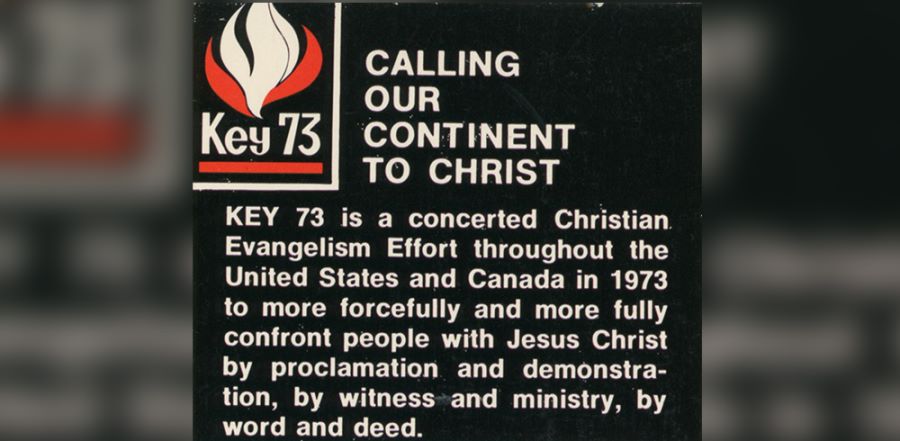 Key 73
CALLING
OUR
CONTINENT
TO CHRIST
KEY 73 is a concerted Christian
Evangelism Effort throughout the
United States and Canada in 1973
to more forcefully and more fully
confront people with Jesus Christ
by proclamation and demonstra-
tion, by witness and ministry, by
word and deed.